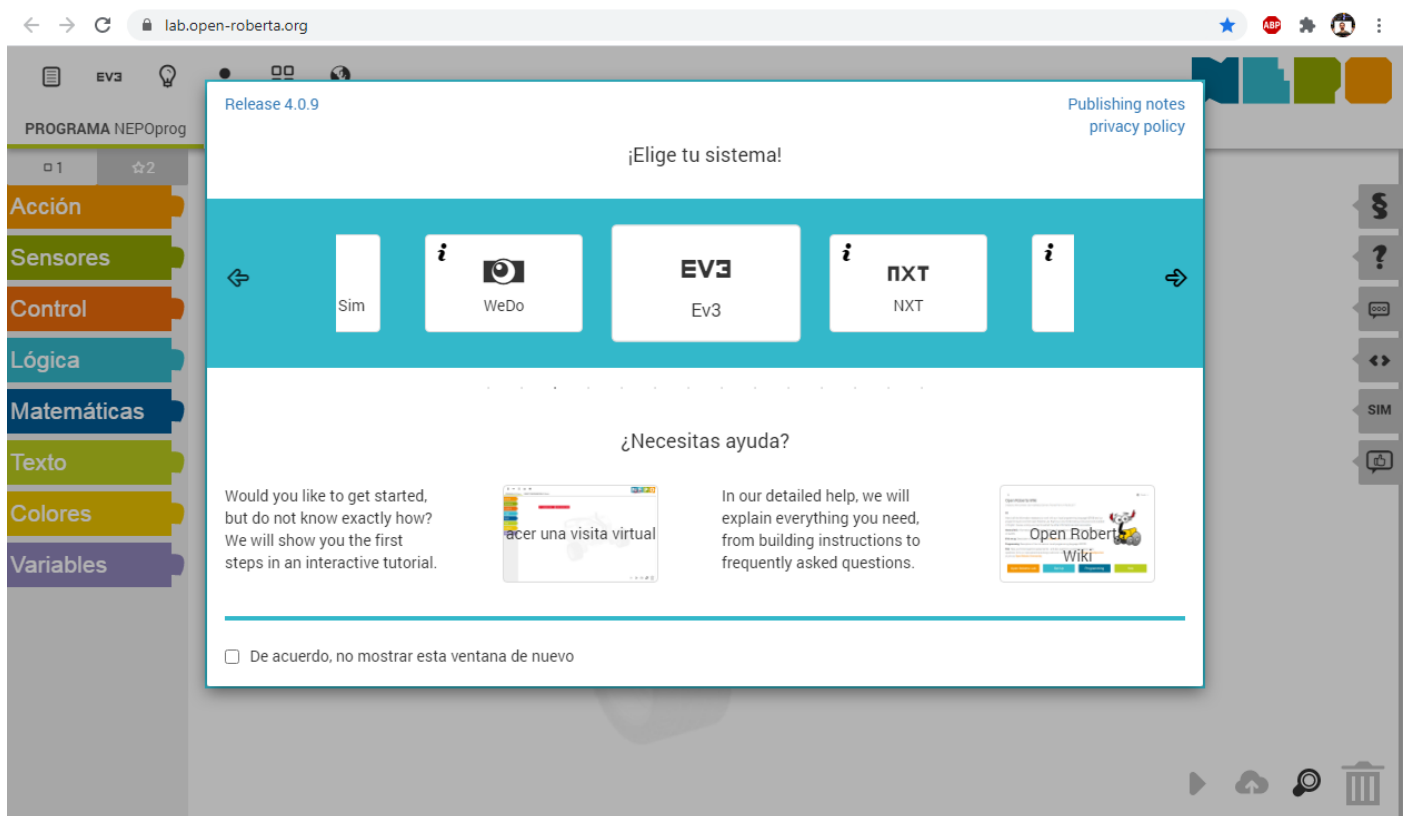 lab.open-roberta.org
ABP
EV3
PROGRAMA NEPOprog
1
2
Acción
Sensores
Control
Lógica
Matemáticas
Texto
Colores
Variables
Release 4.0.9
Publishing notes
privacy policy
¡Elige tu sistema!
Sim
i
WeDo
EV3
Ev3
i
NXT
NXT
i
¿Necesitas ayuda?
Would you like to get started,
but do not know exactly how?
We will show you the first
steps in an interactive tutorial.
acer una visita virtual
In our detailed help, we will
explain everything you need,
from building instructions to
frequently asked questions.
Open Robert
Wiki
De acuerdo, no mostrar esta ventana de nuevo
§
?
SIM